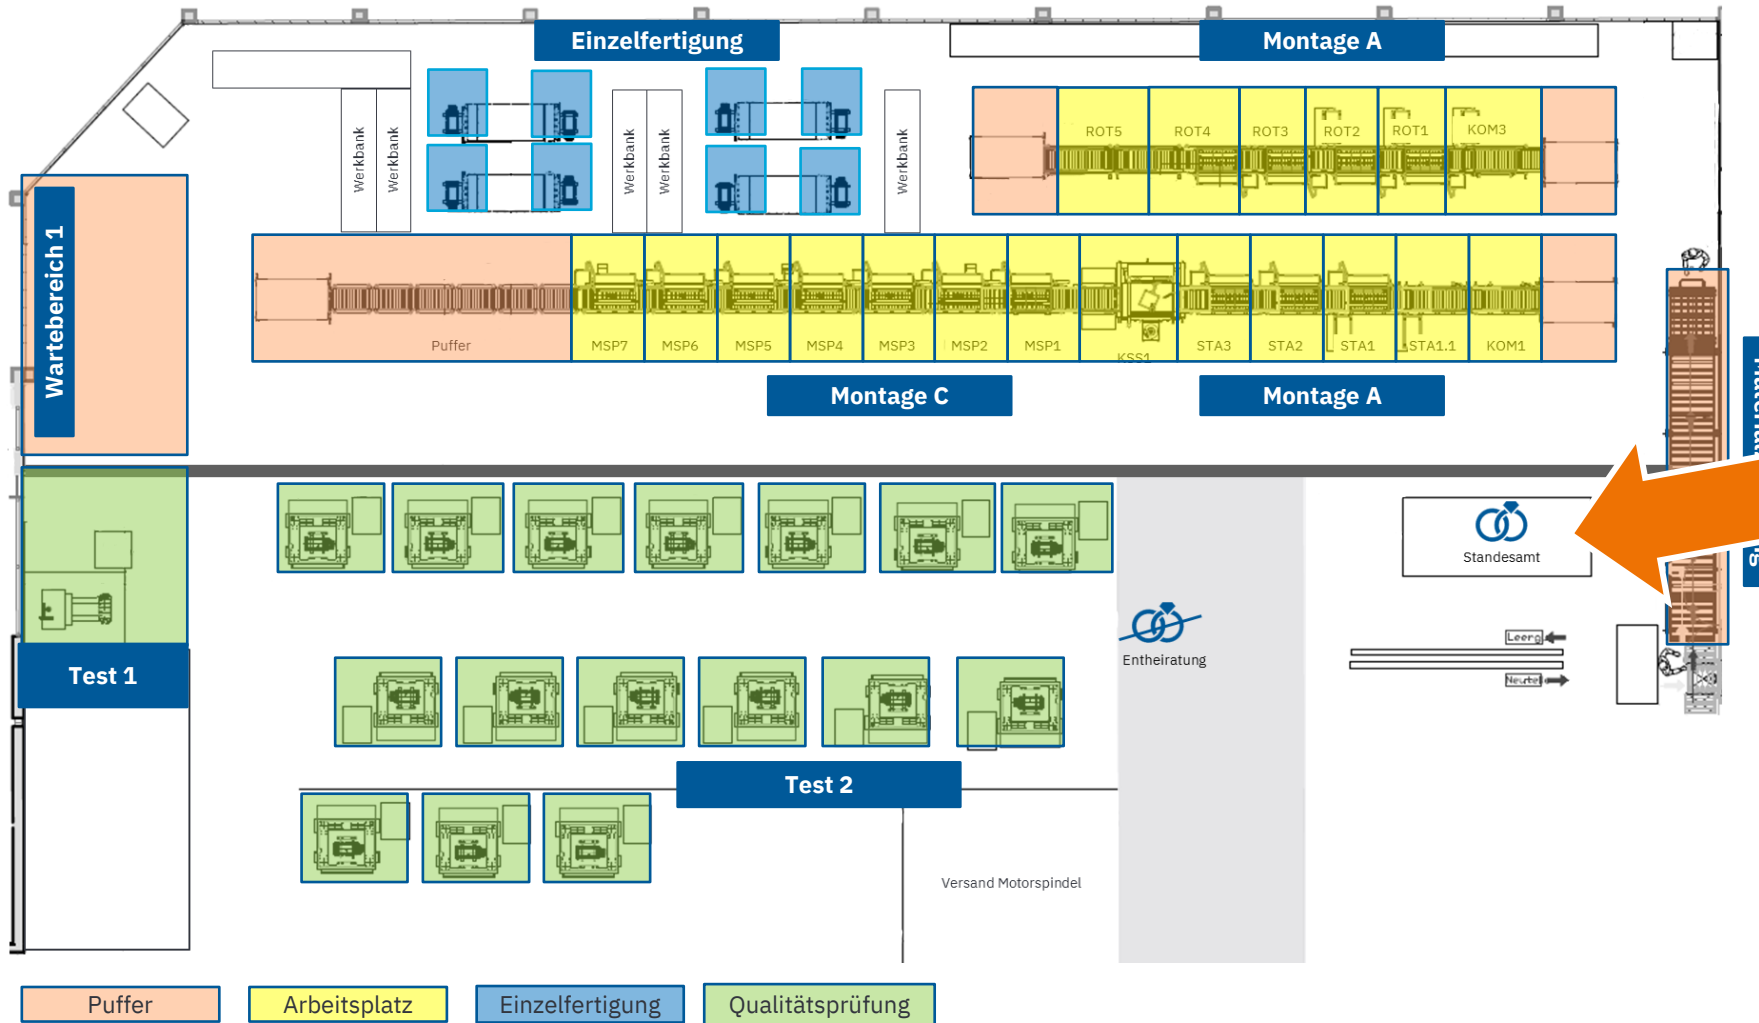 Einzelfertigung
Montage A
Werkbank
Werkbank
Werkbank
Werkbank
Werkbank
ROT5
ROT4
ROT3
ROT2
ROT1
KOM3
Wartebereich 1
Puffer
MSP7
MSP6
MSP5
MSP4
MSP3
MSP2
MSP1
KSS1
STA3
STA2
STA1
STA1.1
KOM1
Montage C
Montage A
Standesamt
Entheiratung
Leerg
Neuteil
Test 1
Test 2
Versand Motorspindel
Puffer
Arbeitsplatz
Einzelfertigung
Qualitätsprüfung